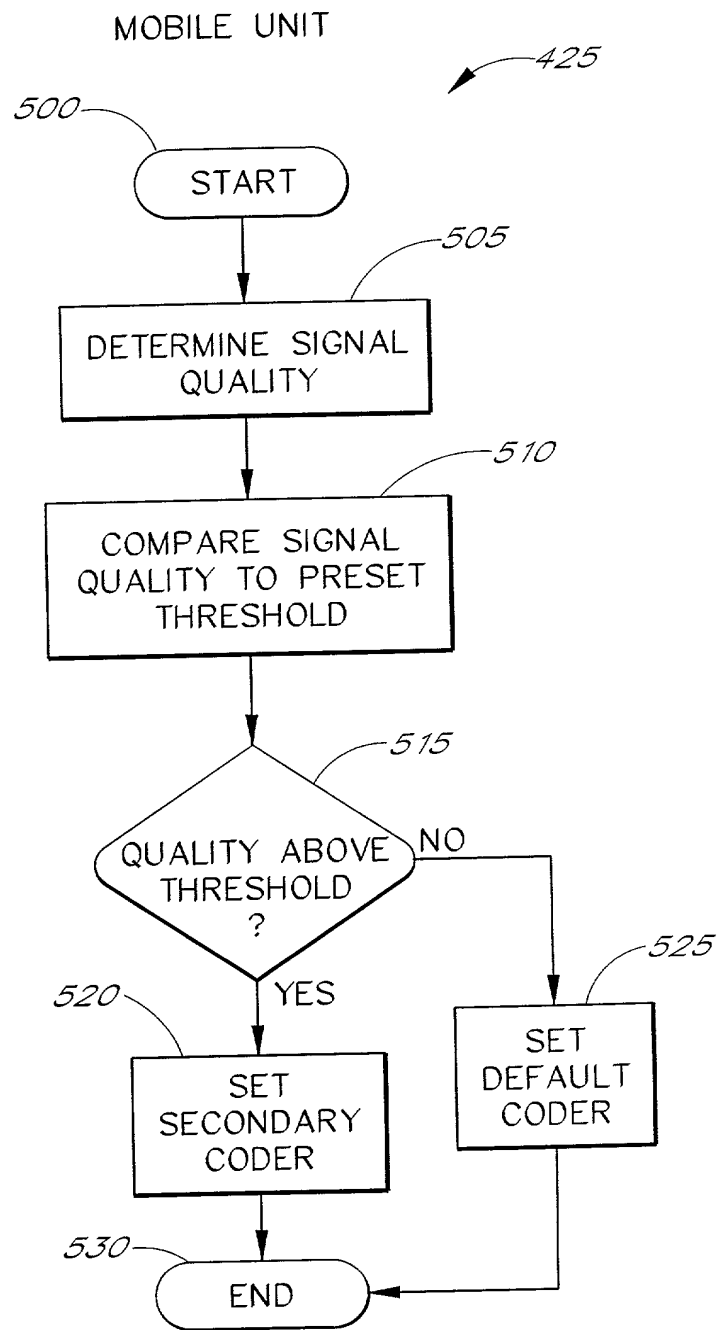 MOBILE UNIT
425
500
START
505
DETERMINE SIGNAL
QUALITY
510
COMPARE SIGNAL
QUALITY TO PRESET
THRESHOLD
515
QUALITY ABOVE
THRESHOLD
?
NO
YES
520
SET
SECONDARY
CODER
525
SET
DEFAULT
CODER
530
END